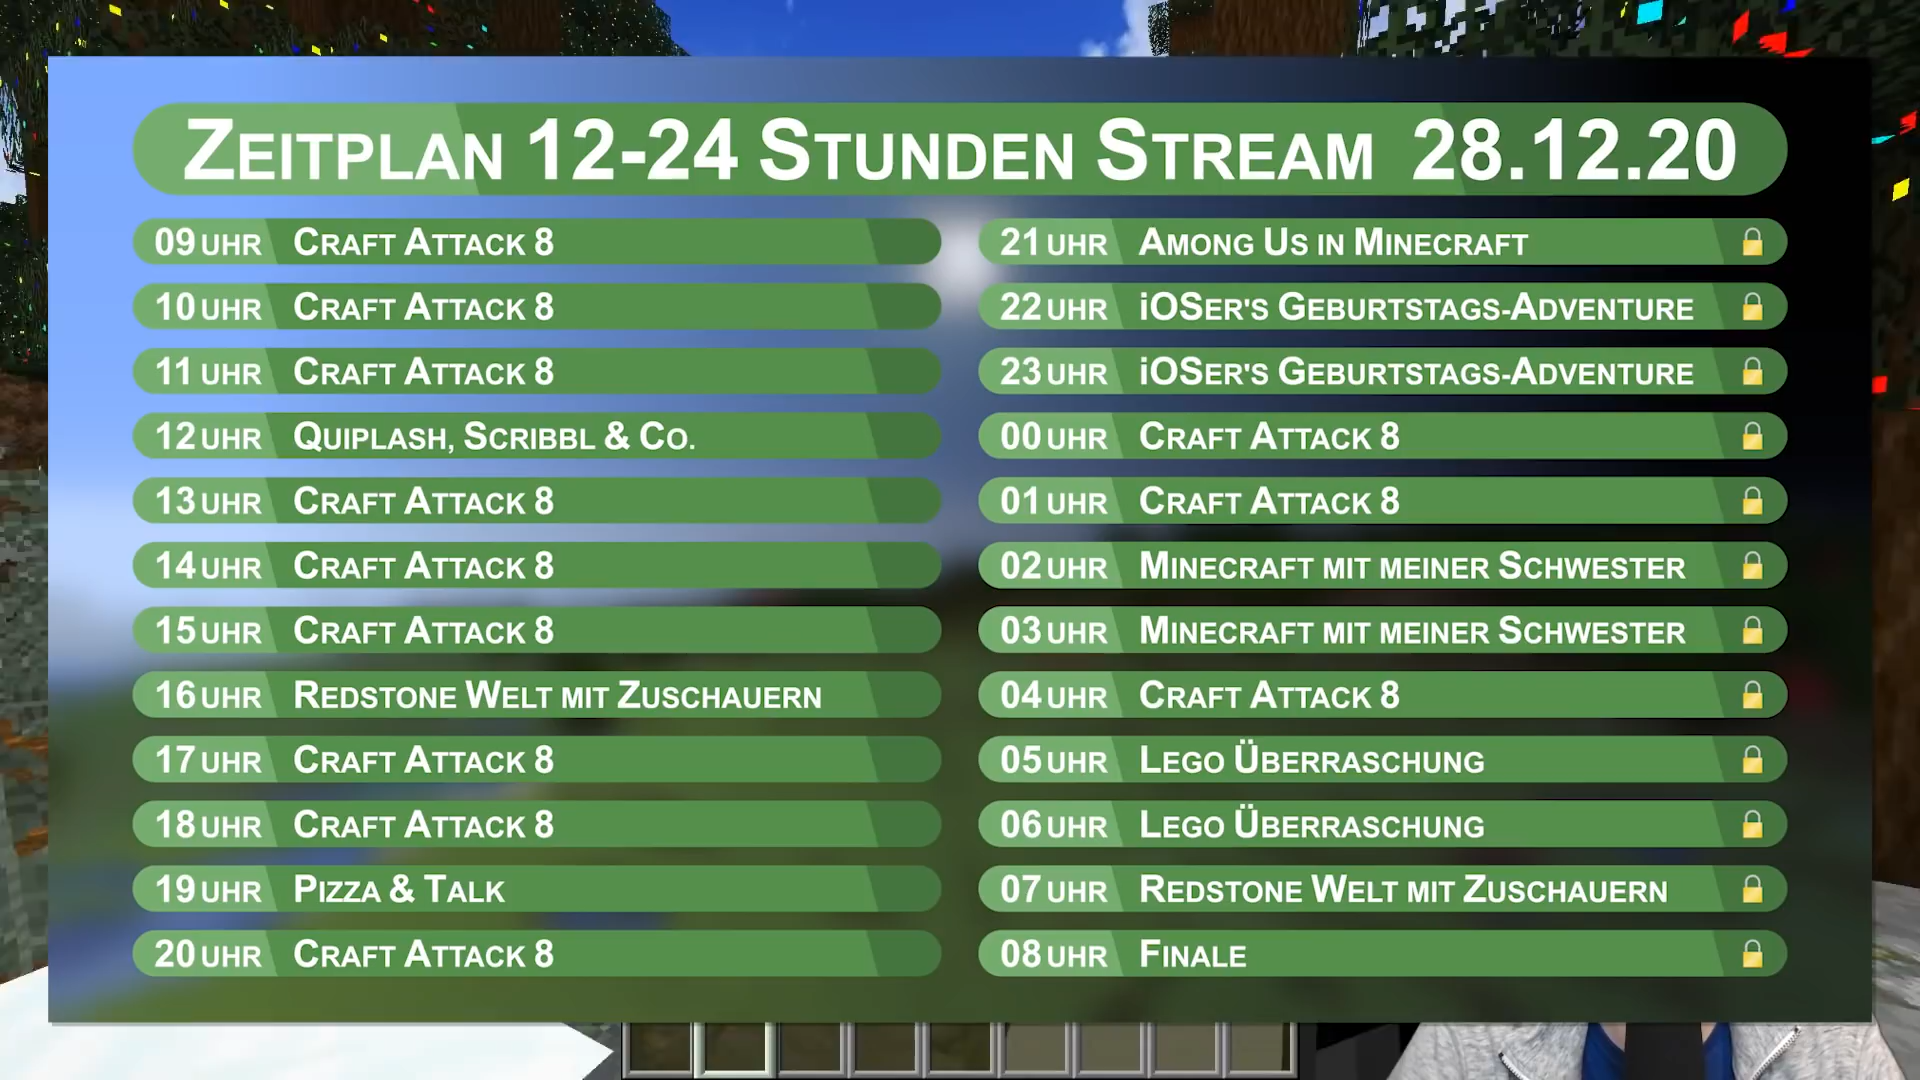 Zeitplan 12-24 Stunden Stream 28.12.20
09 Uhr Craft Attack 8
10 Uhr Craft Attack 8
11 Uhr Craft Attack 8
12 Uhr Quiplash, Scribbl & Co.
13 Uhr Craft Attack 8
14 Uhr Craft Attack 8
15 Uhr Craft Attack 8
16 Uhr Redstone Welt mit Zuschauern
17 Uhr Craft Attack 8
18 Uhr Craft Attack 8
19 Uhr Pizza & Talk
20 Uhr Craft Attack 8
21 Uhr Among Us in Minecraft
22 Uhr iOSer's Geburtstags-Adventure
23 Uhr iOSer's Geburtstags-Adventure
00 Uhr Craft Attack 8
01 Uhr Craft Attack 8
02 Uhr Minecraft mit meiner Schwester
03 Uhr Minecraft mit meiner Schwester
04 Uhr Craft Attack 8
05 Uhr Lego Überraschung
06 Uhr Lego Überraschung
07 Uhr Redstone Welt mit Zuschauern
08 Uhr Finale